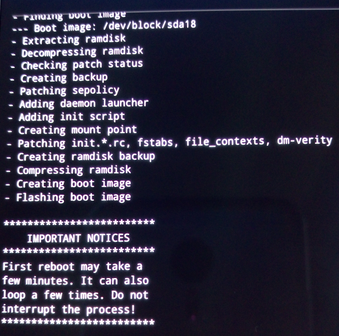 - Finding boot image
--- Boot image: /dev/block/sda18
- Extracting ramdisk
- Decompressing ramdisk
- Checking patch status
- Creating backup
- Patching sepolicy
- Adding daemon launcher
- Adding init script
- Creating mount point
- Patching init.*.rc, fstabs, file_contexts, dm-verity
- Creating ramdisk backup
- Compressing ramdisk
- Creating boot image
- Flashing boot image
*************************
IMPORTANT NOTICES
*************************
First reboot may take a
few minutes. It can also
loop a few times. Do not
interrupt the process!
*************************